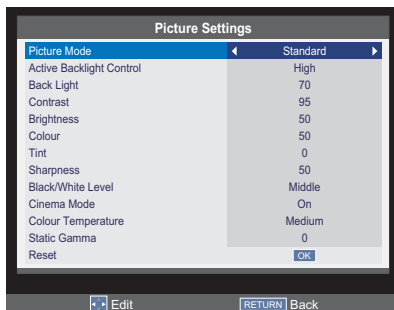 Picture Settings
Picture Mode Standard
Active Backlight Control High
Back Light 70
Contrast 95
Brightness 50
Colour 50
Tint 0
Sharpness 50
Black/White Level Middle
Cinema Mode On
Colour Temperature Medium
Static Gamma 0
Reset OK
Edit RETURN Back